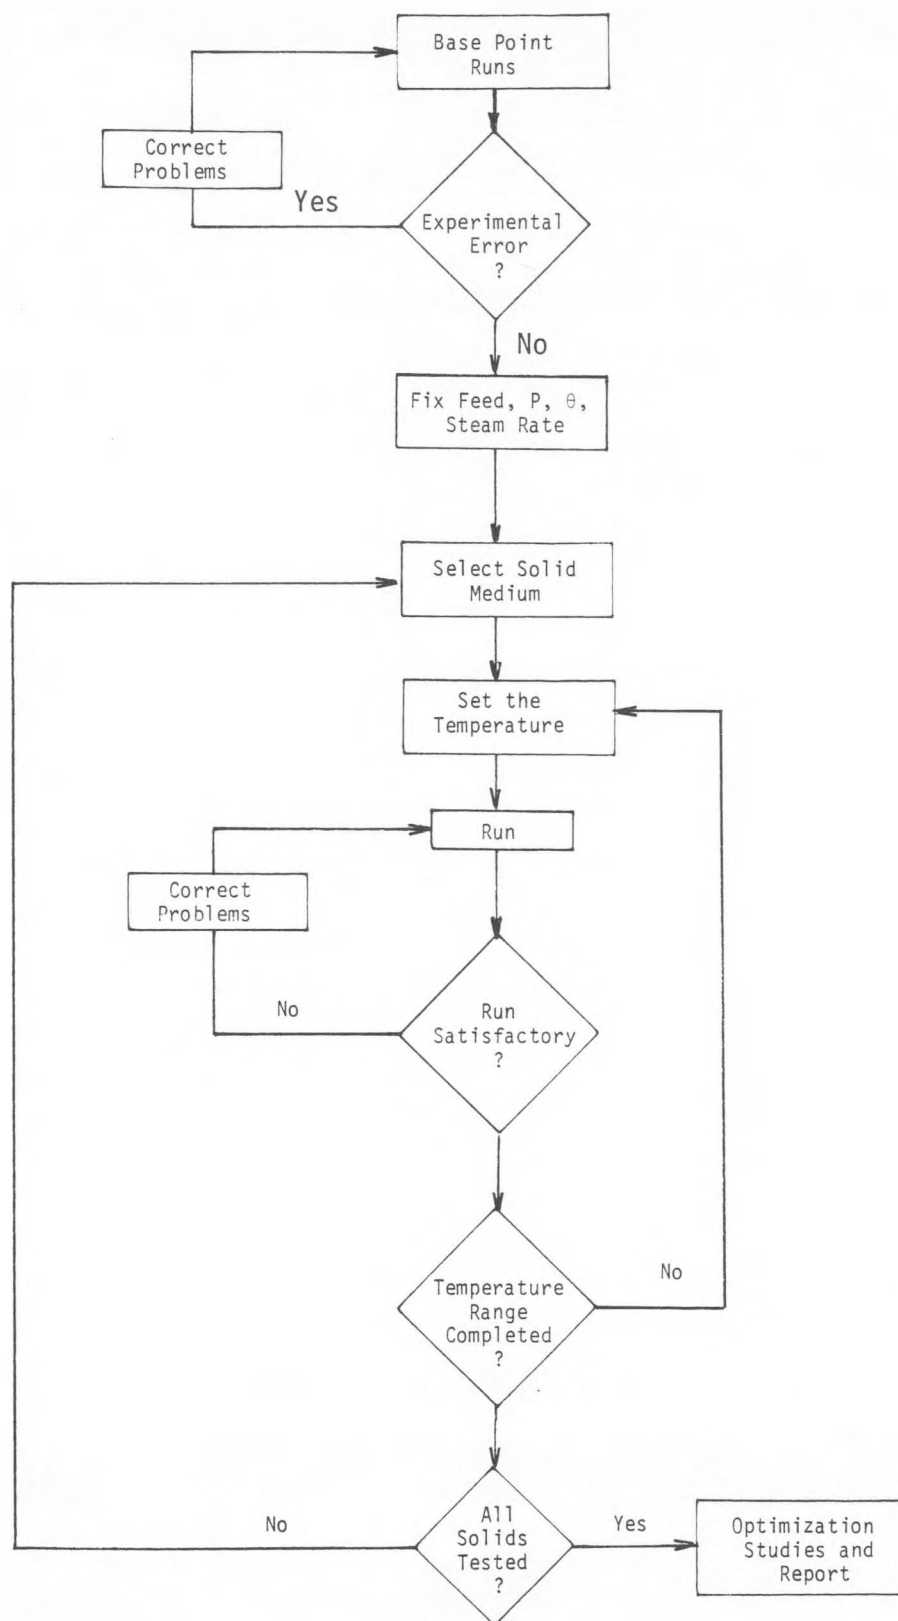 Base Point
Runs
Correct
Problems
Yes
Experimental
Error
?
No
Fix Feed, P, θ,
Steam Rate
Select Solid
Medium
Set the
Temperature
Run
Correct
Problems
No
Run
Satisfactory
?
Temperature
Range
Completed
?
No
No
All
Solids
Tested
?
Yes
Optimization
Studies and
Report